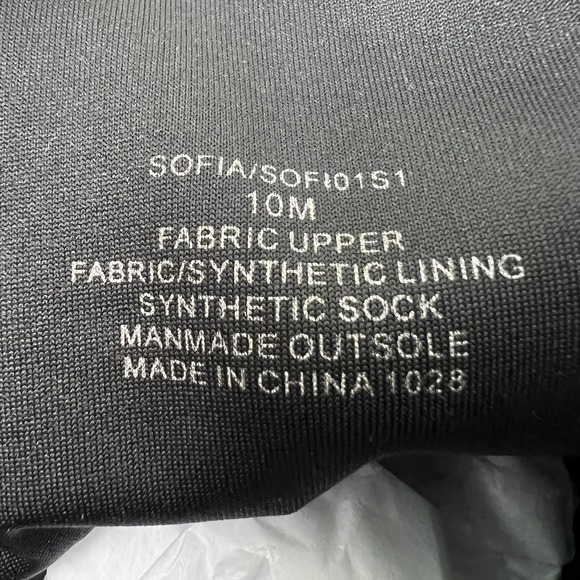 SOFIA/SOFI01S1
10M
FABRIC UPPER
FABRIC/SYNTHETIC LINING
SYNTHETIC SOCK
MANMADE OUTSOLE
MADE IN CHINA 1028